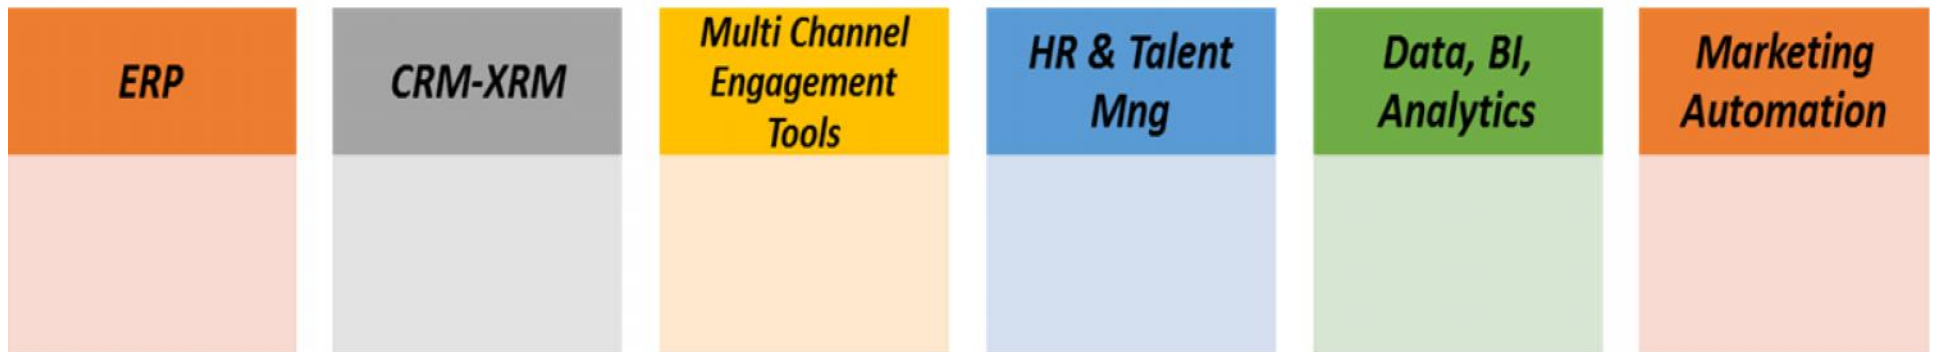 ERP
CRM-XRM
Multi Channel
Engagement
Tools
HR & Talent
Mng
Data, BI,
Analytics
Marketing
Automation